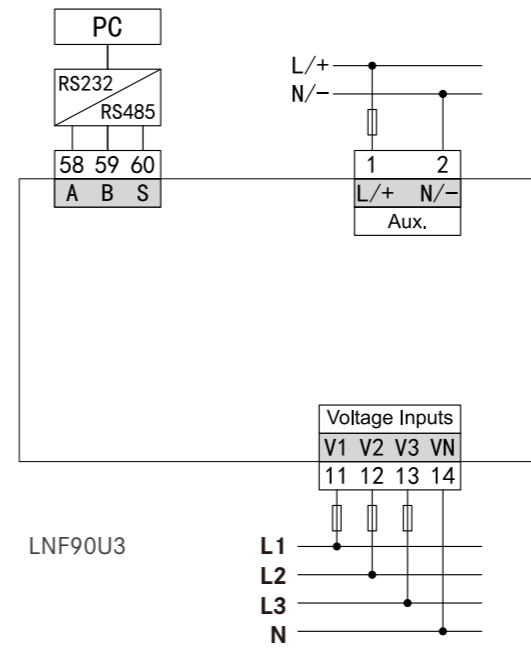 PC
RS232
RS485
58 59 60
A B S
L/+
N/-
1 2
L/+ N/-
Aux.
Voltage Inputs
V1 V2 V3 VN
11 12 13 14
LNF90U3
L1
L2
L3
N